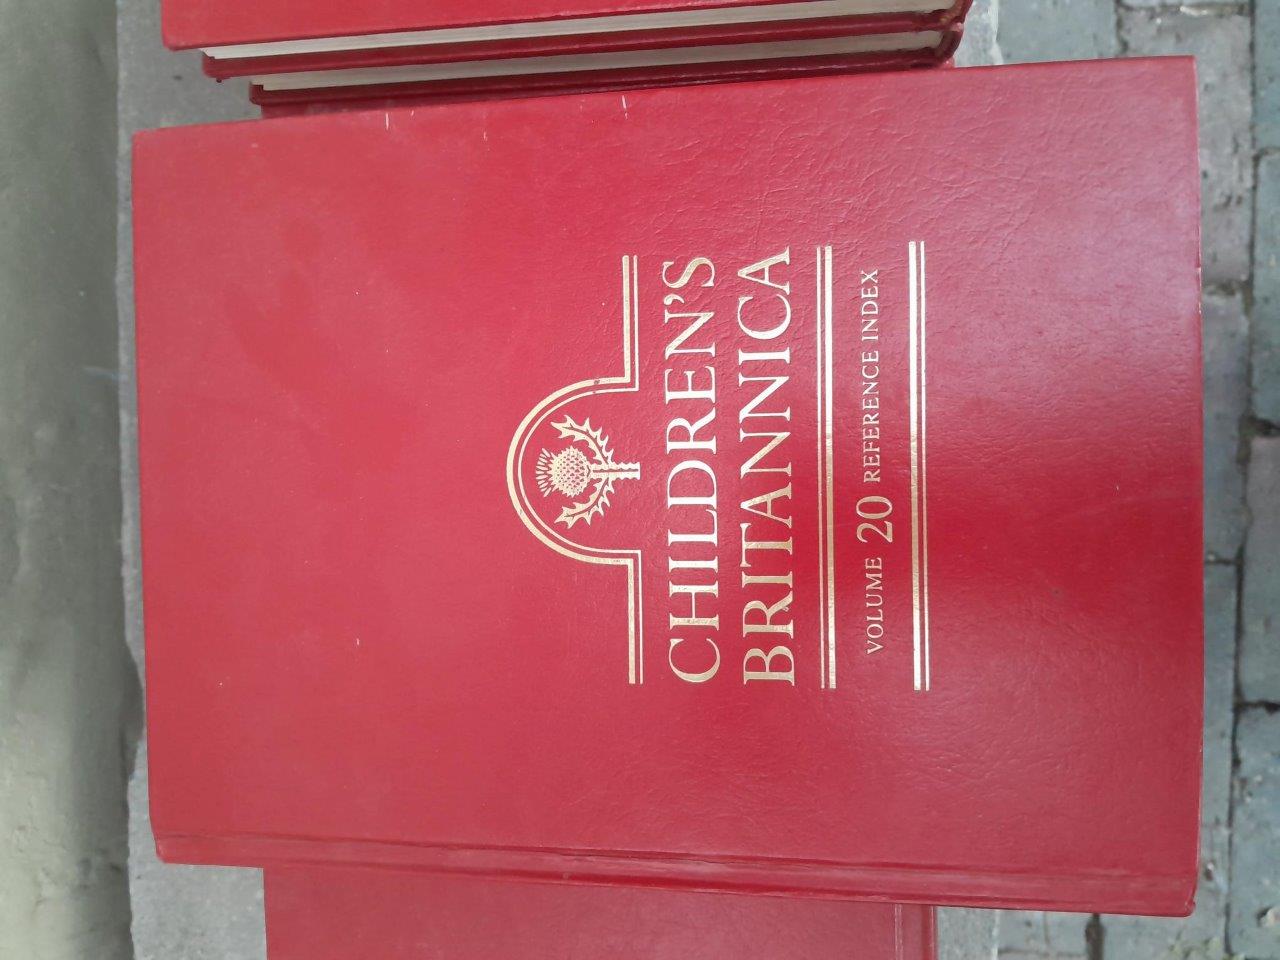 CHILDREN'S
BRITANNICA
VOLUME 20 REFERENCE INDEX